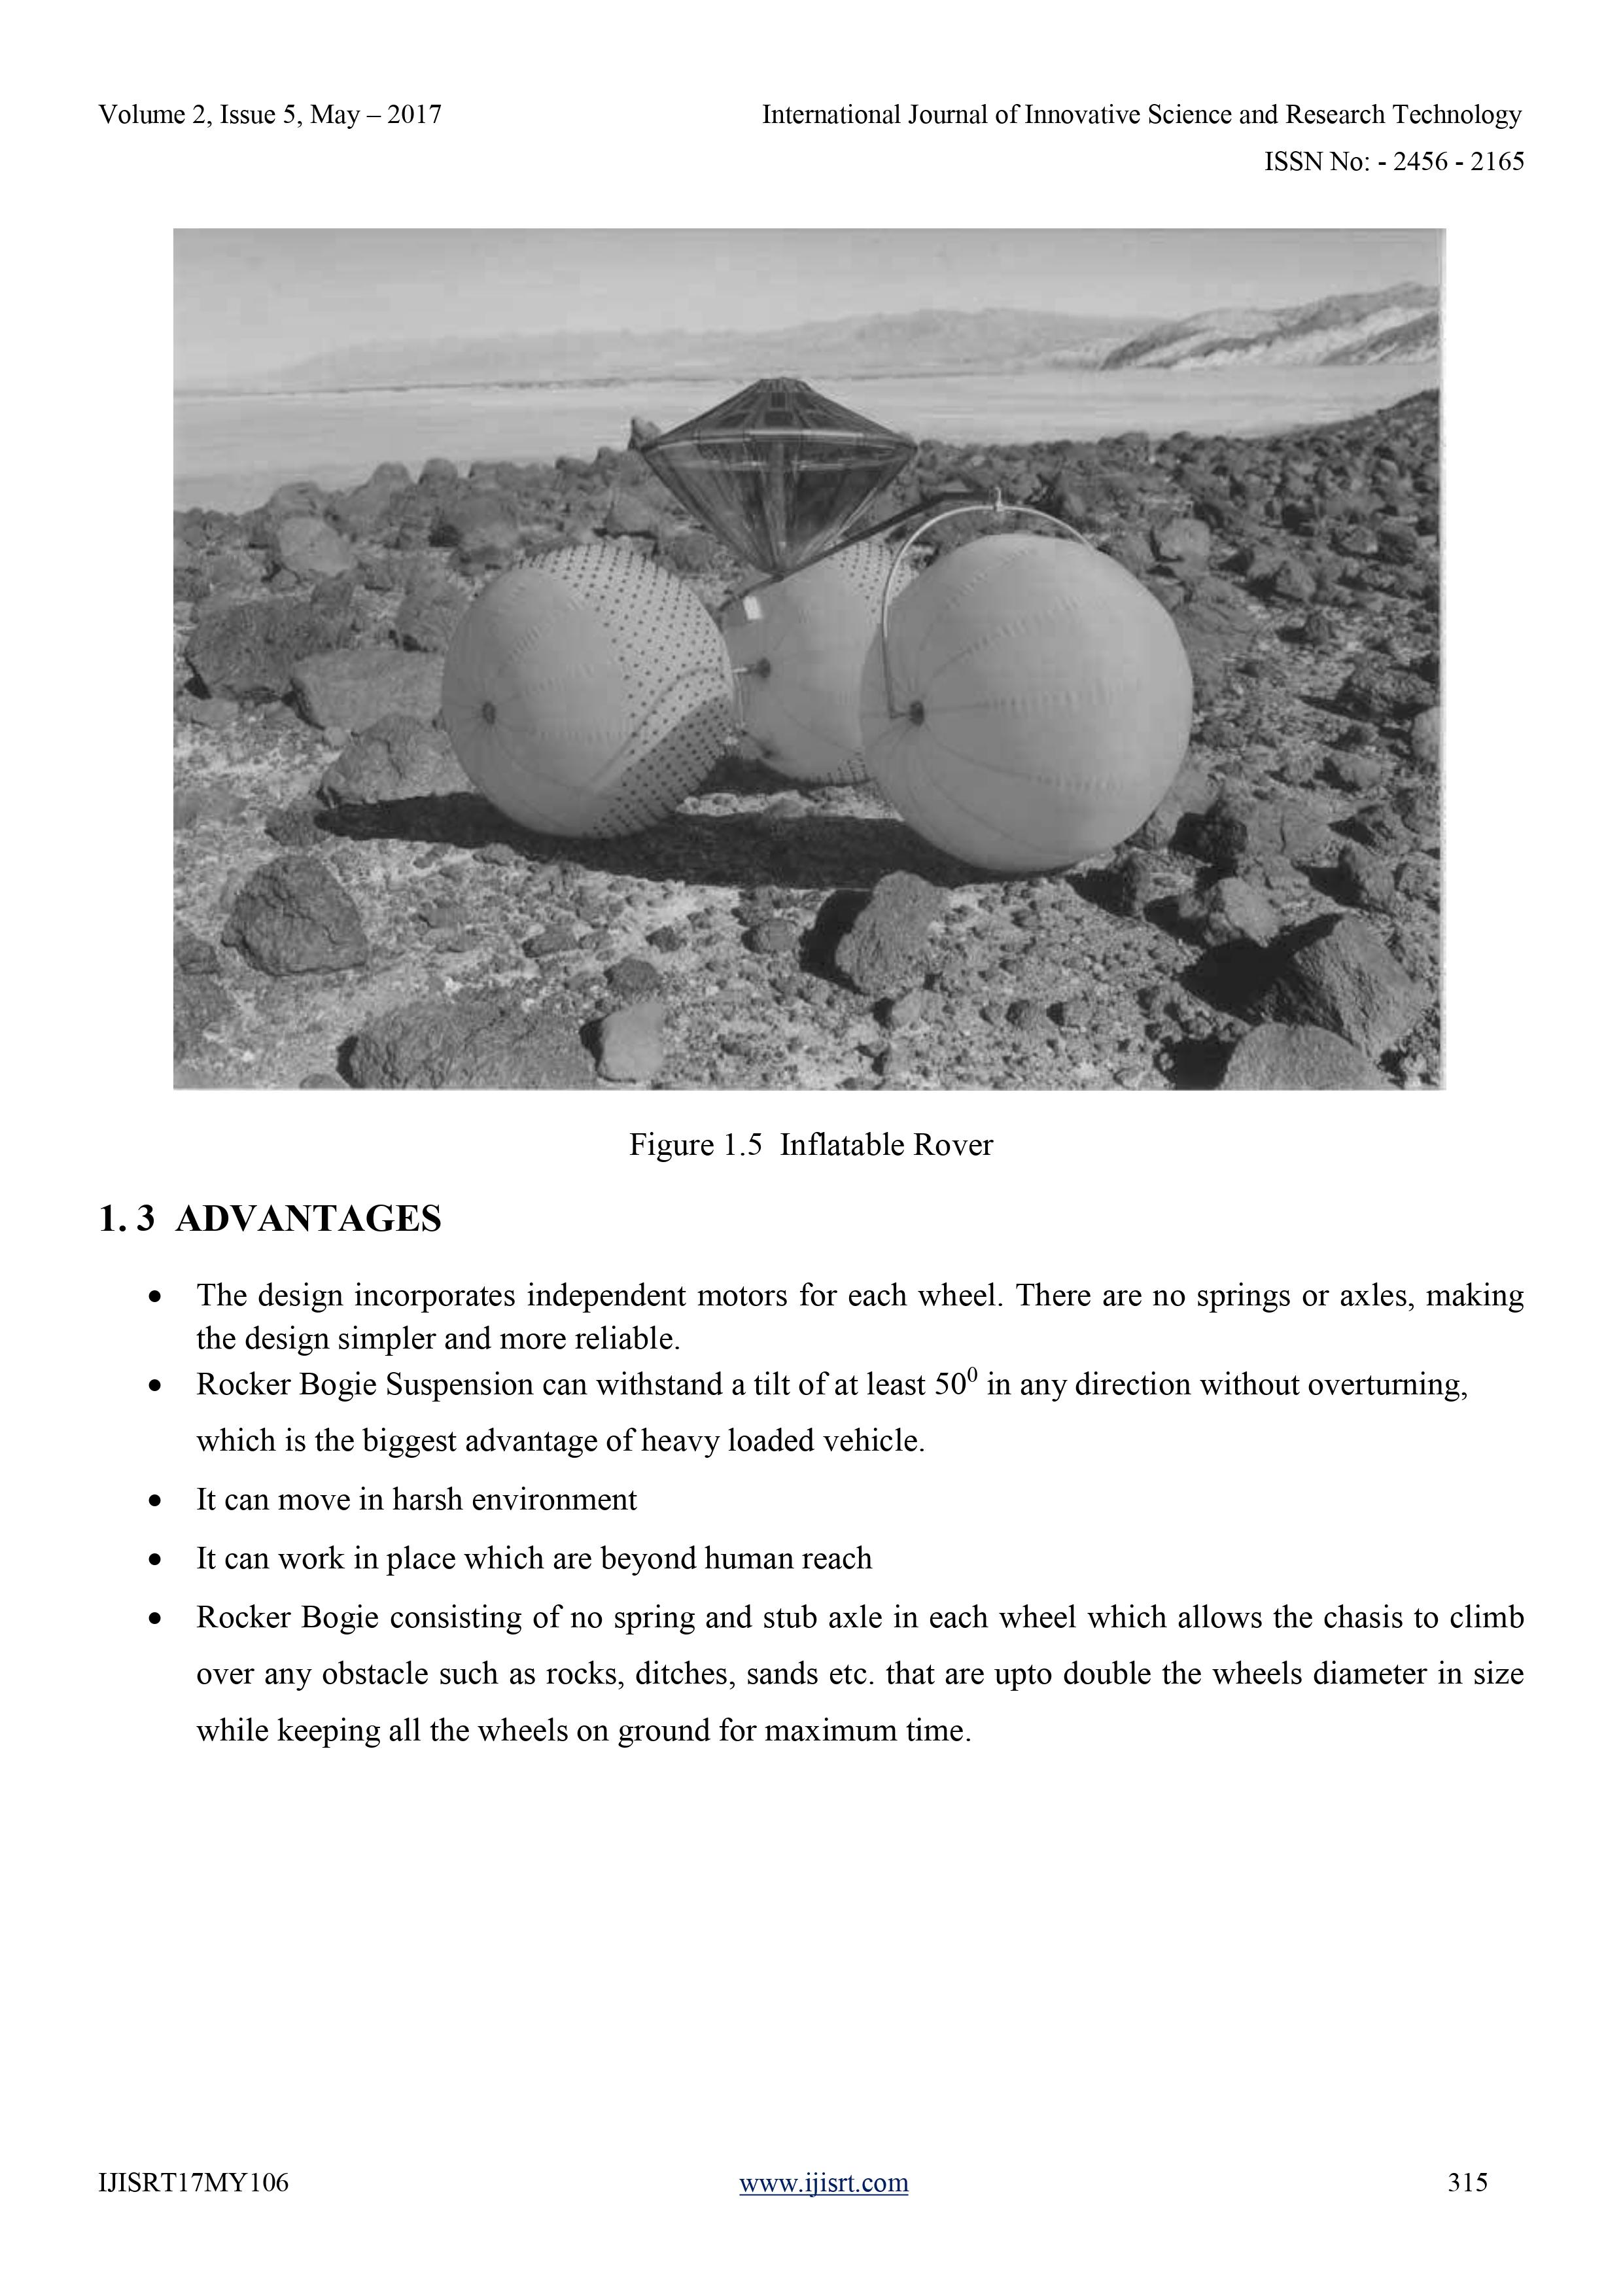 Volume 2, Issue 5, May – 2017
International Journal of Innovative Science and Research Technology
ISSN No: - 2456 - 2165
Figure 1.5  Inflatable Rover
1. 3  ADVANTAGES
• The design incorporates independent motors for each wheel. There are no springs or axles, making
the design simpler and more reliable.
• Rocker Bogie Suspension can withstand a tilt of at least 50⁰ in any direction without overturning,
which is the biggest advantage of heavy loaded vehicle.
• It can move in harsh environment
• It can work in place which are beyond human reach
• Rocker Bogie consisting of no spring and stub axle in each wheel which allows the chasis to climb
over any obstacle such as rocks, ditches, sands etc. that are upto double the wheels diameter in size
while keeping all the wheels on ground for maximum time.
IJISRT17MY106
www.ijisrt.com
315